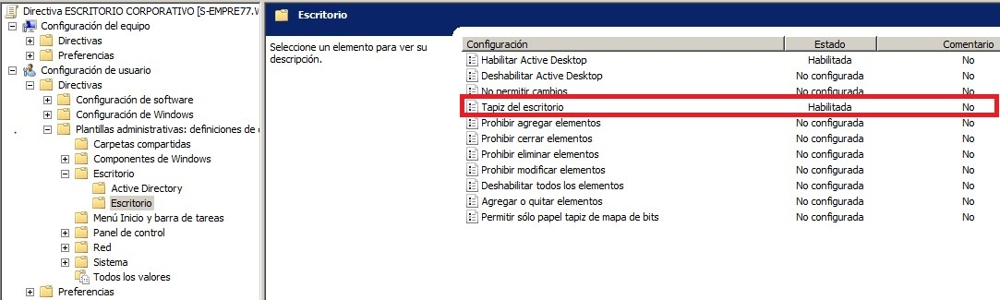 Directiva ESCRITORIO CORPORATIVO [S-EMPRE77.
Configuración del equipo
Directivas
Preferencias
Configuración de usuario
Directivas
Configuración de software
Configuración de Windows
Plantillas administrativas: definiciones de
Carpetas compartidas
Componentes de Windows
Escritorio
Active Directory
Escritorio
Menú Inicio y barra de tareas
Panel de control
Red
Sistema
Todos los valores
Preferencias
Escritorio
Seleccione un elemento para ver su
descripción.
Configuración Estado Comentario
Habilitar Active Desktop Habilitada No
Deshabilitar Active Desktop No configurada No
No permitir cambios No configurada No
Tapiz del escritorio Habilitada No
Prohibir agregar elementos No configurada No
Prohibir cerrar elementos No configurada No
Prohibir eliminar elementos No configurada No
Prohibir modificar elementos No configurada No
Deshabilitar todos los elementos No configurada No
Agregar o quitar elementos No configurada No
Permitir sólo papel tapiz de mapa de bits No configurada No